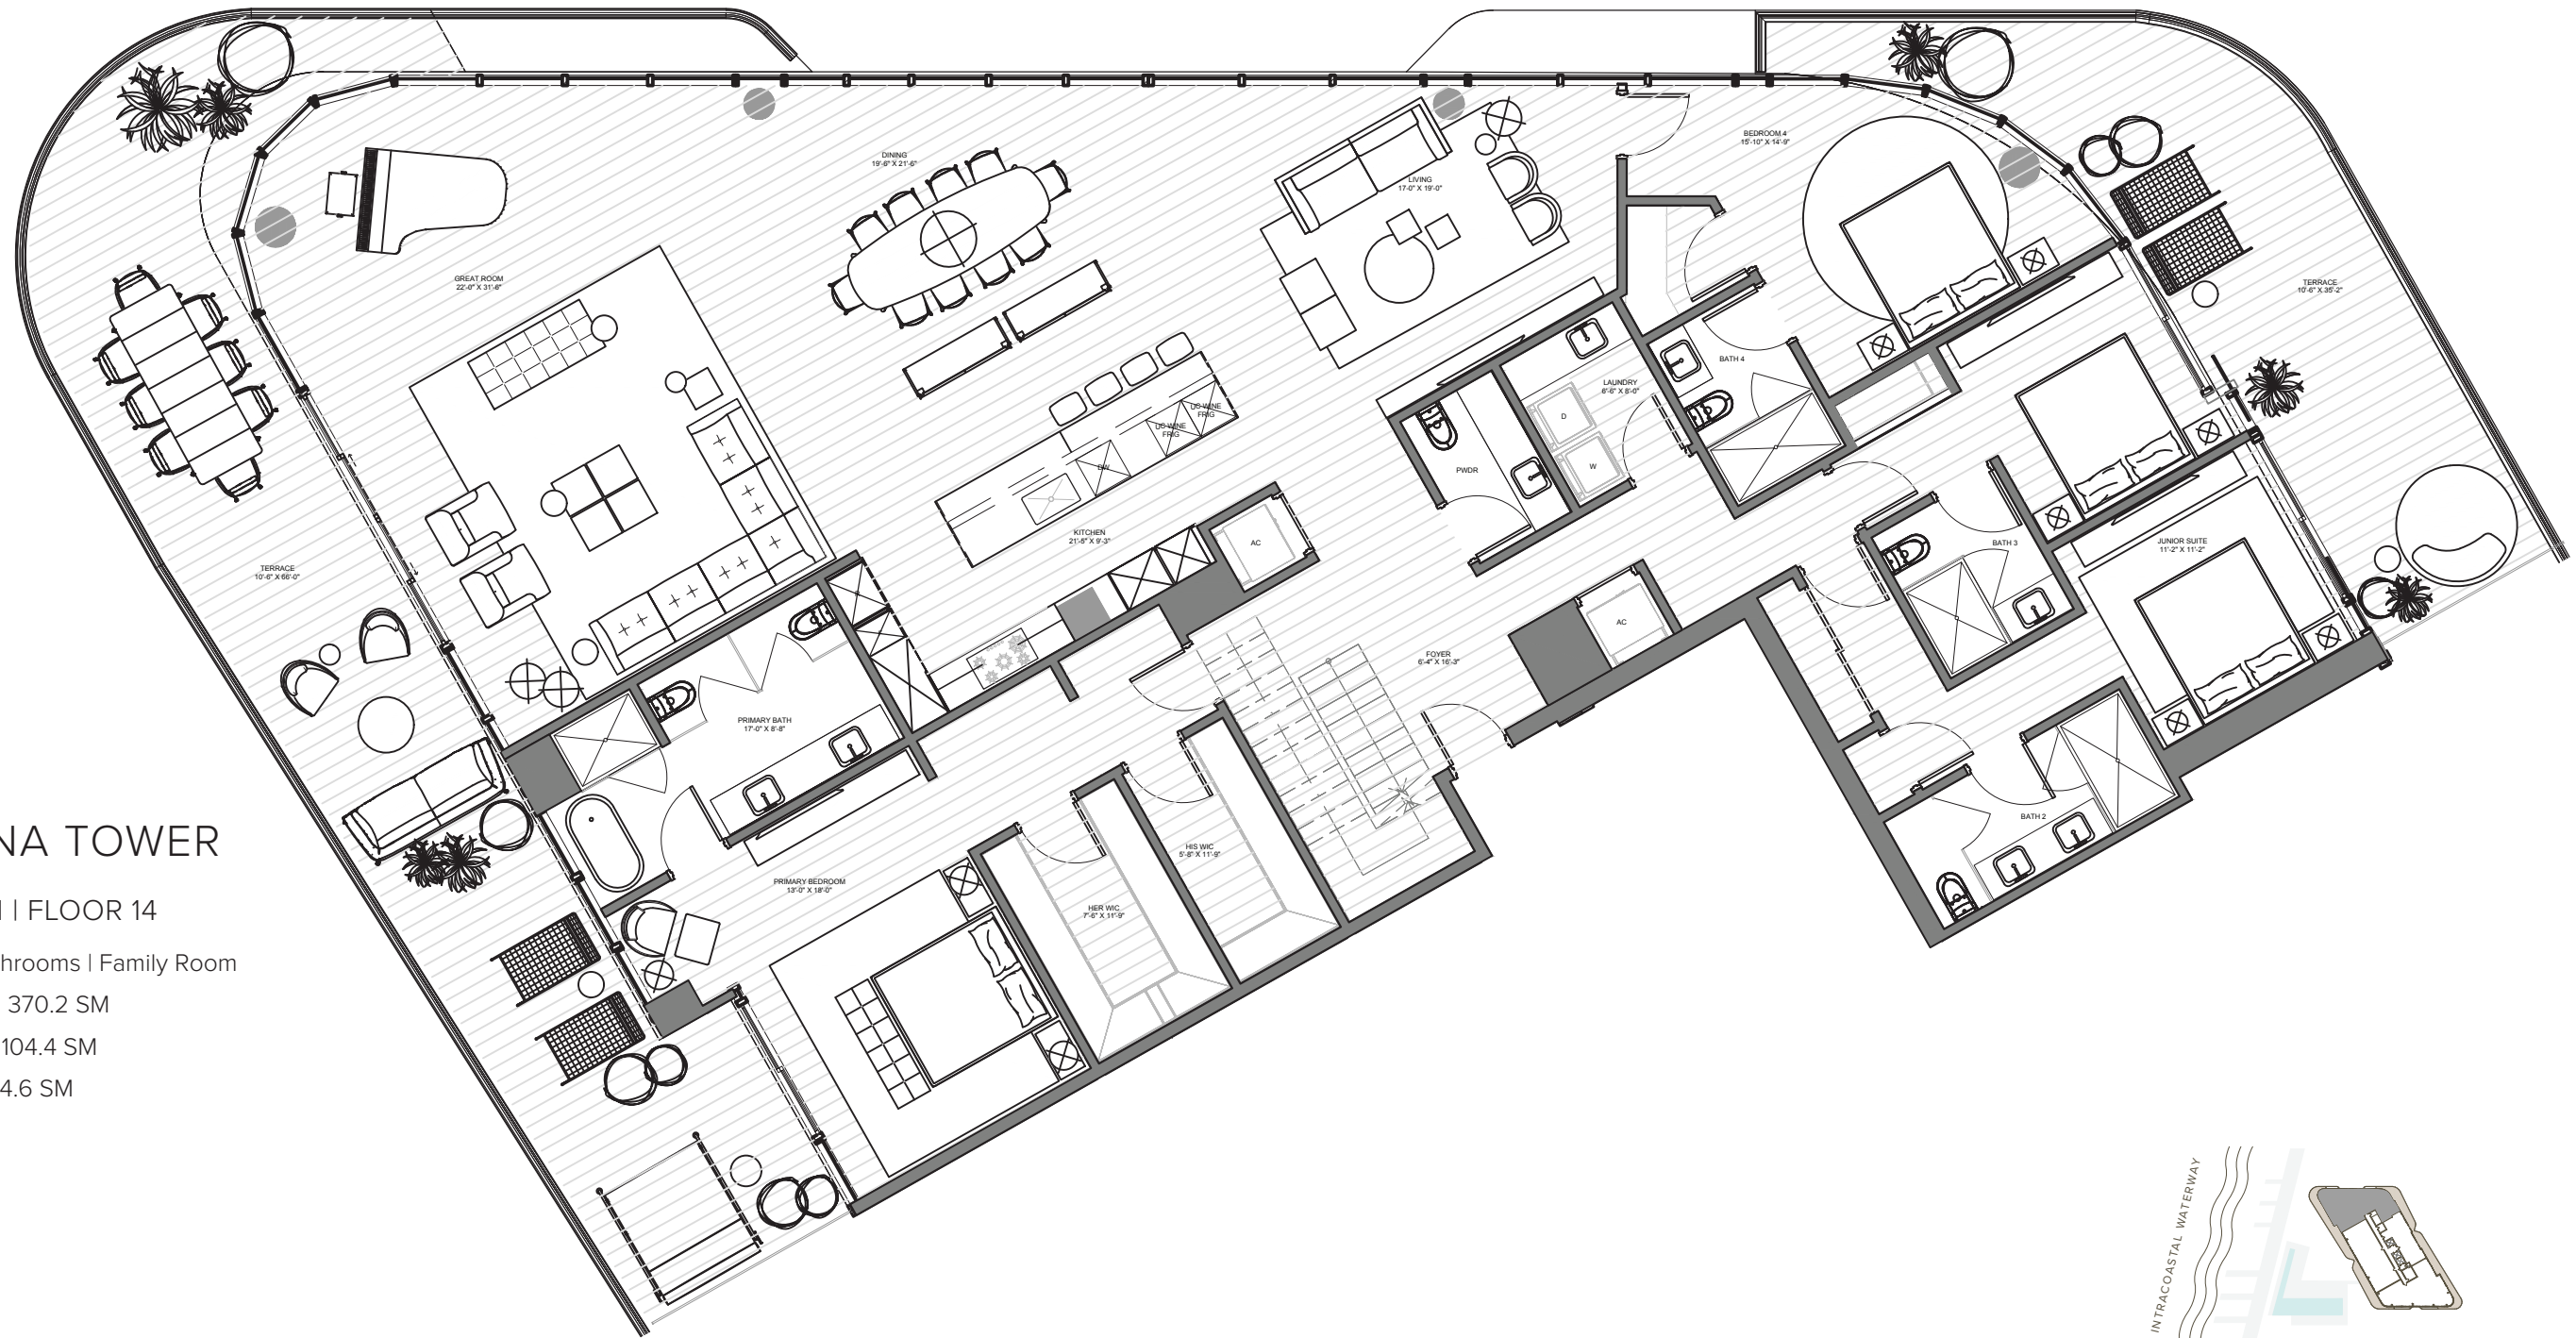 BEDROOM 4
15'-10" X 14'-9"
DINING
19'-6" X 21'-6"
LIVING
17'-0" X 19'-0"
GREAT ROOM
22'-0" X 31'-6"
TERRACE
10'-6" X 35'-2"
BATH 4
LAUNDRY
6'-6" X 8'-0"
D
W
UC WINE
FRIG
UC WINE
FRIG
DW
PWDR
KITCHEN
21'-5" X 9'-3"
AC
BATH 3
JUNIOR SUITE
11'-2" X 11'-2"
TERRACE
10'-6" X 66'-0"
AC
FOYER
6'-4" X 16'-3"
PRIMARY BATH
17'-0" X 8'-8"
BATH 2
HIS WIC
5'-8" X 11'-9"
PRIMARY BEDROOM
13'-0" X 18'-0"
HER WIC
7'-6" X 11'-9"
NA TOWER
| FLOOR 14
hrooms | Family Room
370.2 SM
104.4 SM
4.6 SM
INTRACOASTAL WATERWAY